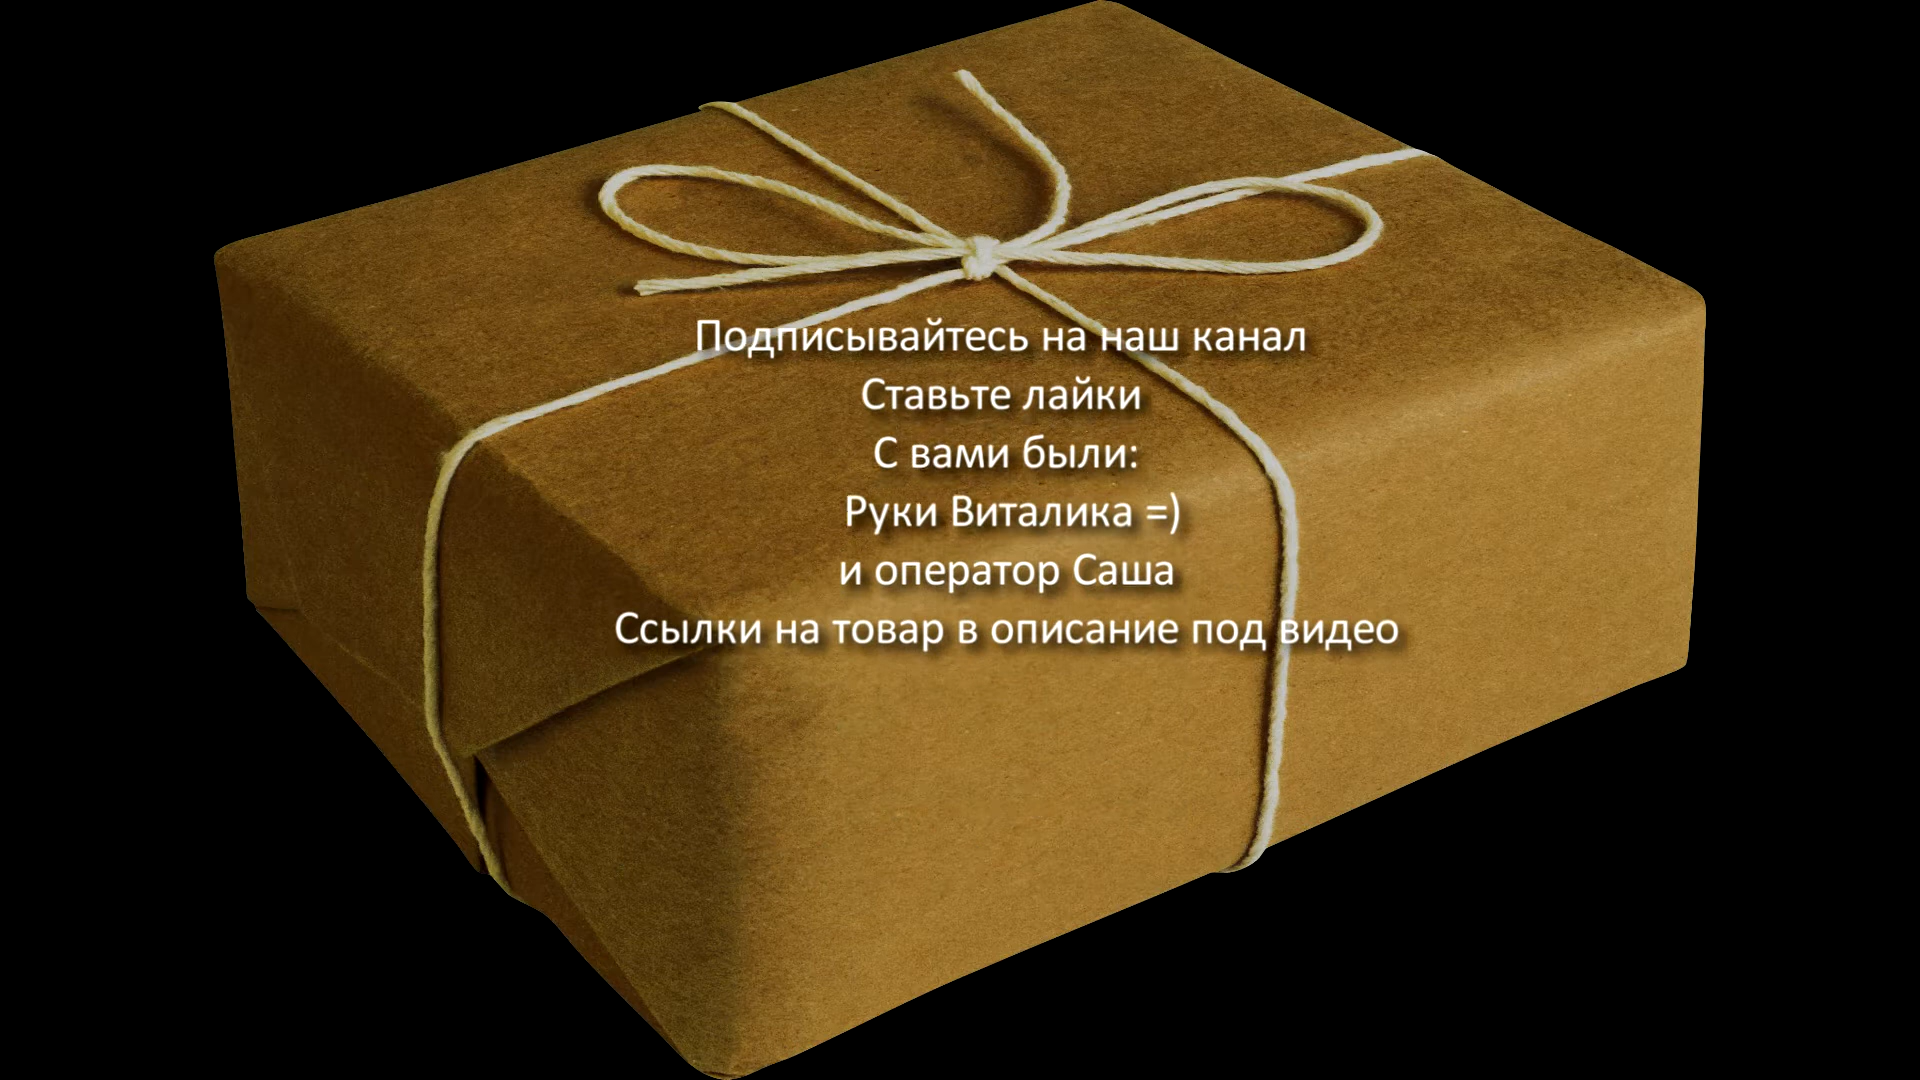 Подписывайтесь на наш канал
Ставьте лайки
С вами были:
Руки Виталика =)
и оператор Саша
Ссылки на товар в описание под видео